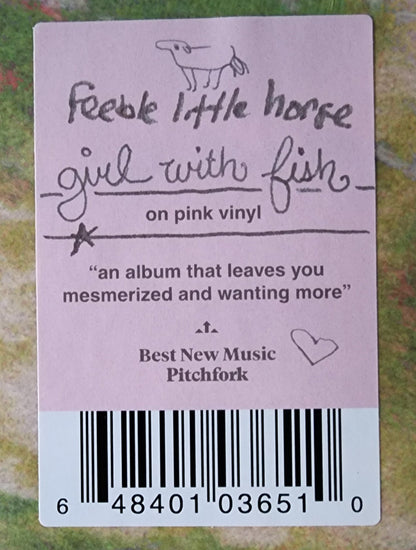 feeble little horse
girl with fish
on pink vinyl
“an album that leaves you
mesmerized and wanting more”
Best New Music
Pitchfork
6 48401 03651 0